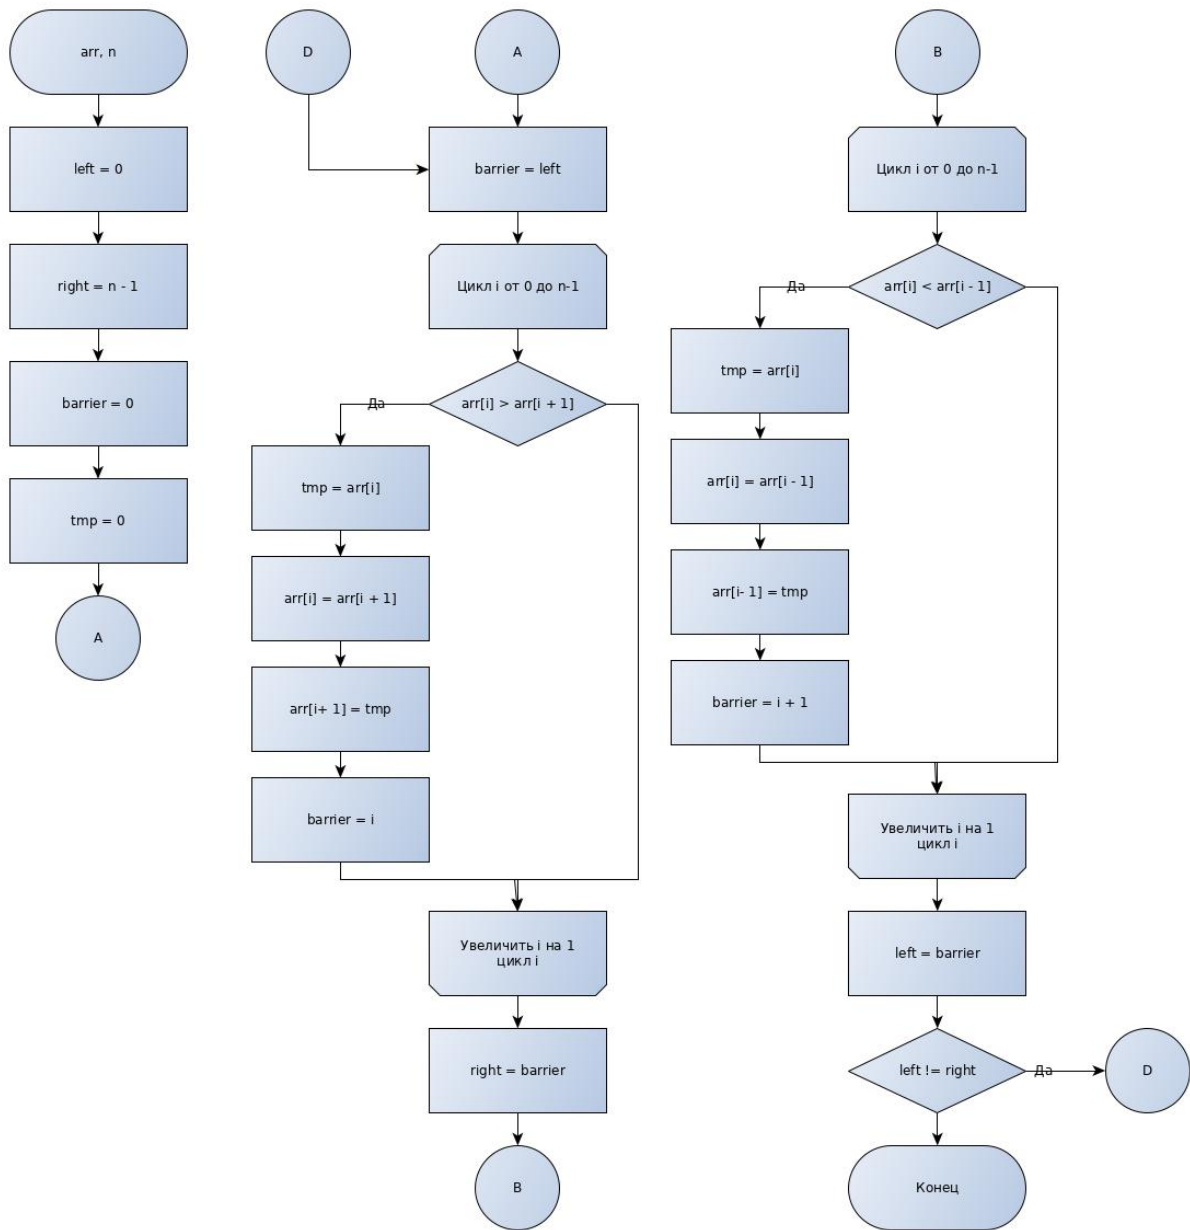 arr, n
left = 0
right = n - 1
barrier = 0
tmp = 0
A
D
A
barrier = left
Цикл i от 0 до n-1
arr[i] > arr[i + 1]
Да
tmp = arr[i]
arr[i] = arr[i + 1]
arr[i+ 1] = tmp
barrier = i
Увеличить i на 1
цикл i
right = barrier
B
B
Цикл i от 0 до n-1
arr[i] < arr[i - 1]
Да
tmp = arr[i]
arr[i] = arr[i - 1]
arr[i- 1] = tmp
barrier = i + 1
Увеличить i на 1
цикл i
left = barrier
left != right
Да
D
Конец